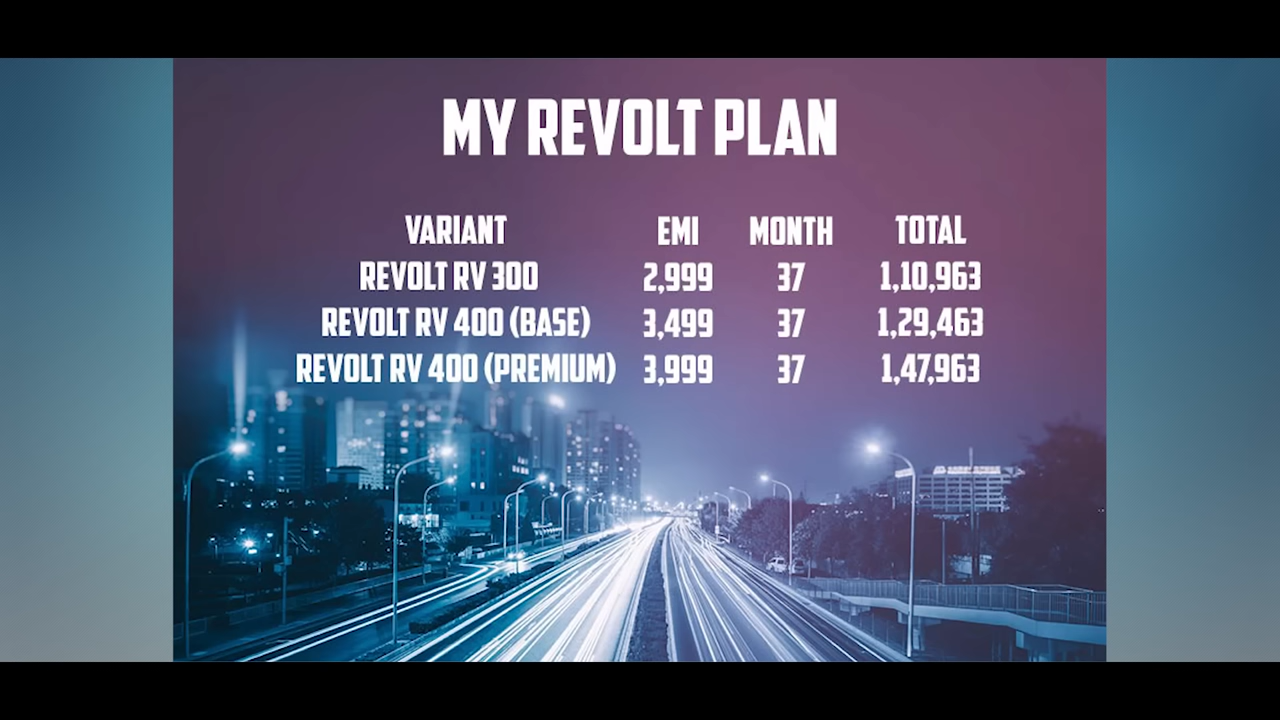 MY REVOLT PLAN
VARIANT EMI MONTH TOTAL
REVOLT RV 300 2,999 37 1,10,963
REVOLT RV 400 (BASE) 3,499 37 1,29,463
REVOLT RV 400 (PREMIUM) 3,999 37 1,47,963